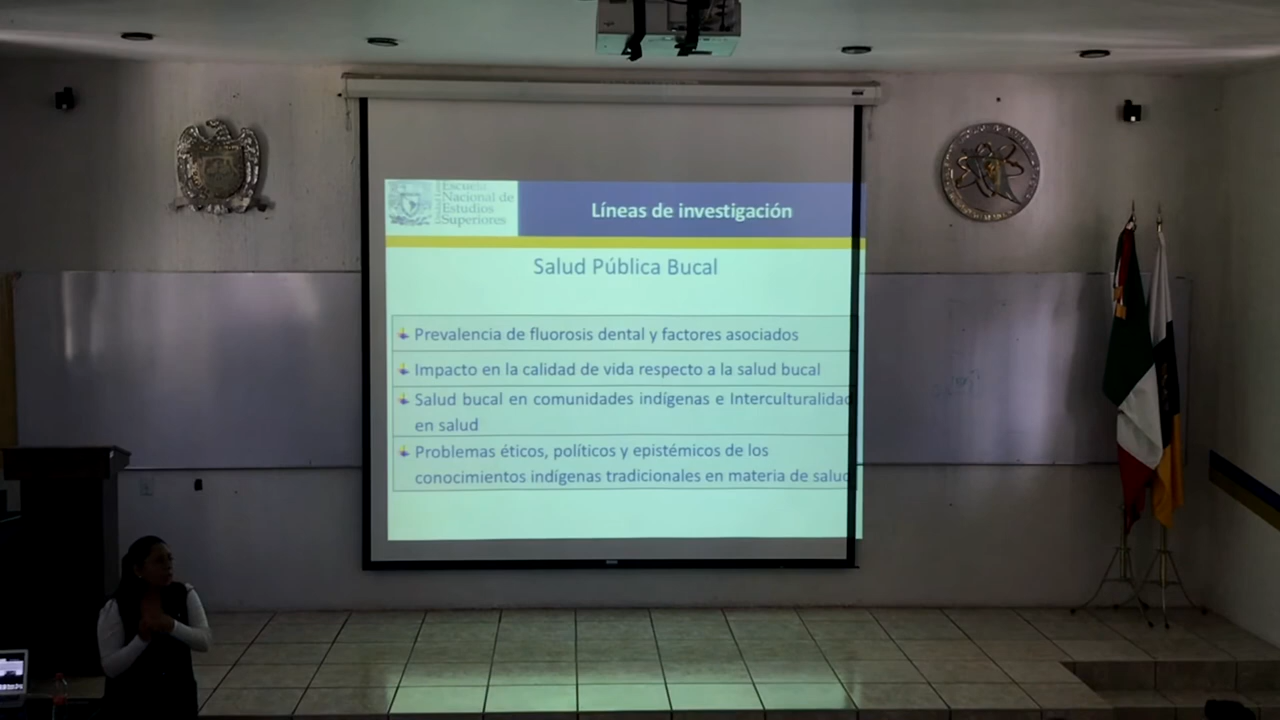 Escuela
Nacional de
Estudios
Superiores
Líneas de investigación
Salud Pública Bucal
Prevalencia de fluorosis dental y factores asociados
Impacto en la calidad de vida respecto a la salud bucal
Salud bucal en comunidades indígenas e Interculturalidad
en salud
Problemas éticos, políticos y epistémicos de los
conocimientos indígenas tradicionales en materia de salud